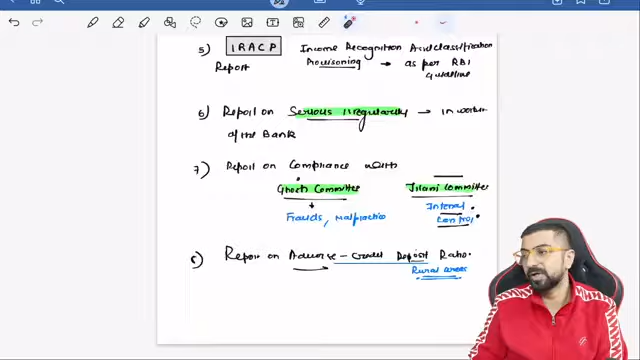 5) IRACP Income Recognition Asset classification
Report Provisioning → as per RBI
guideline
6) Report on Serious Irregularity → in
of the Bank
7) Report on Compliance with
Ghosh Committee Jilani Committee
Frauds, Malpractice Internal
Control
8) Report on Adverse - Credit Deposit Ratio.
Rural areas